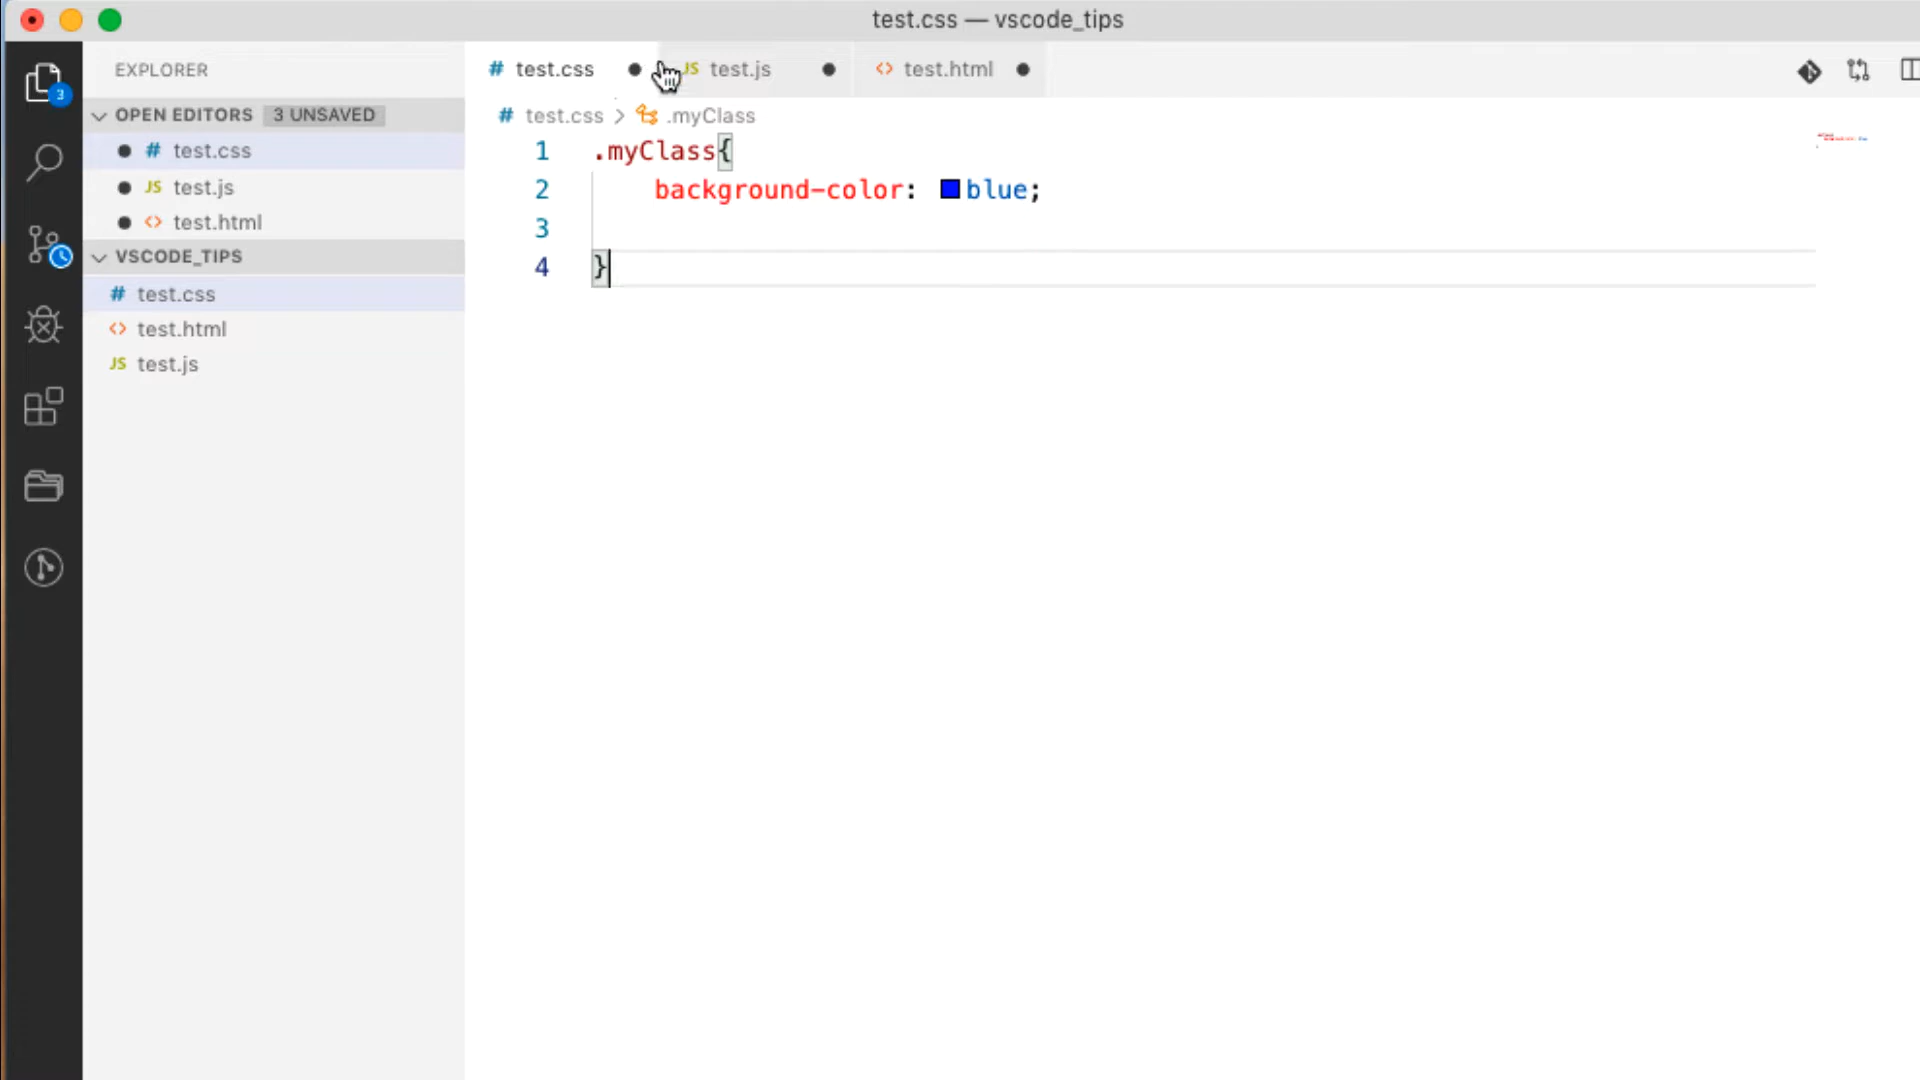 test.css — vscode_tips
EXPLORER
OPEN EDITORS 3 UNSAVED
# test.css
JS test.js
<> test.html
VSCODE_TIPS
# test.css
<> test.html
JS test.js
3
# test.css JS test.js <> test.html
# test.css > .myClass
1 .myClass{
2 background-color: blue;
3
4 }